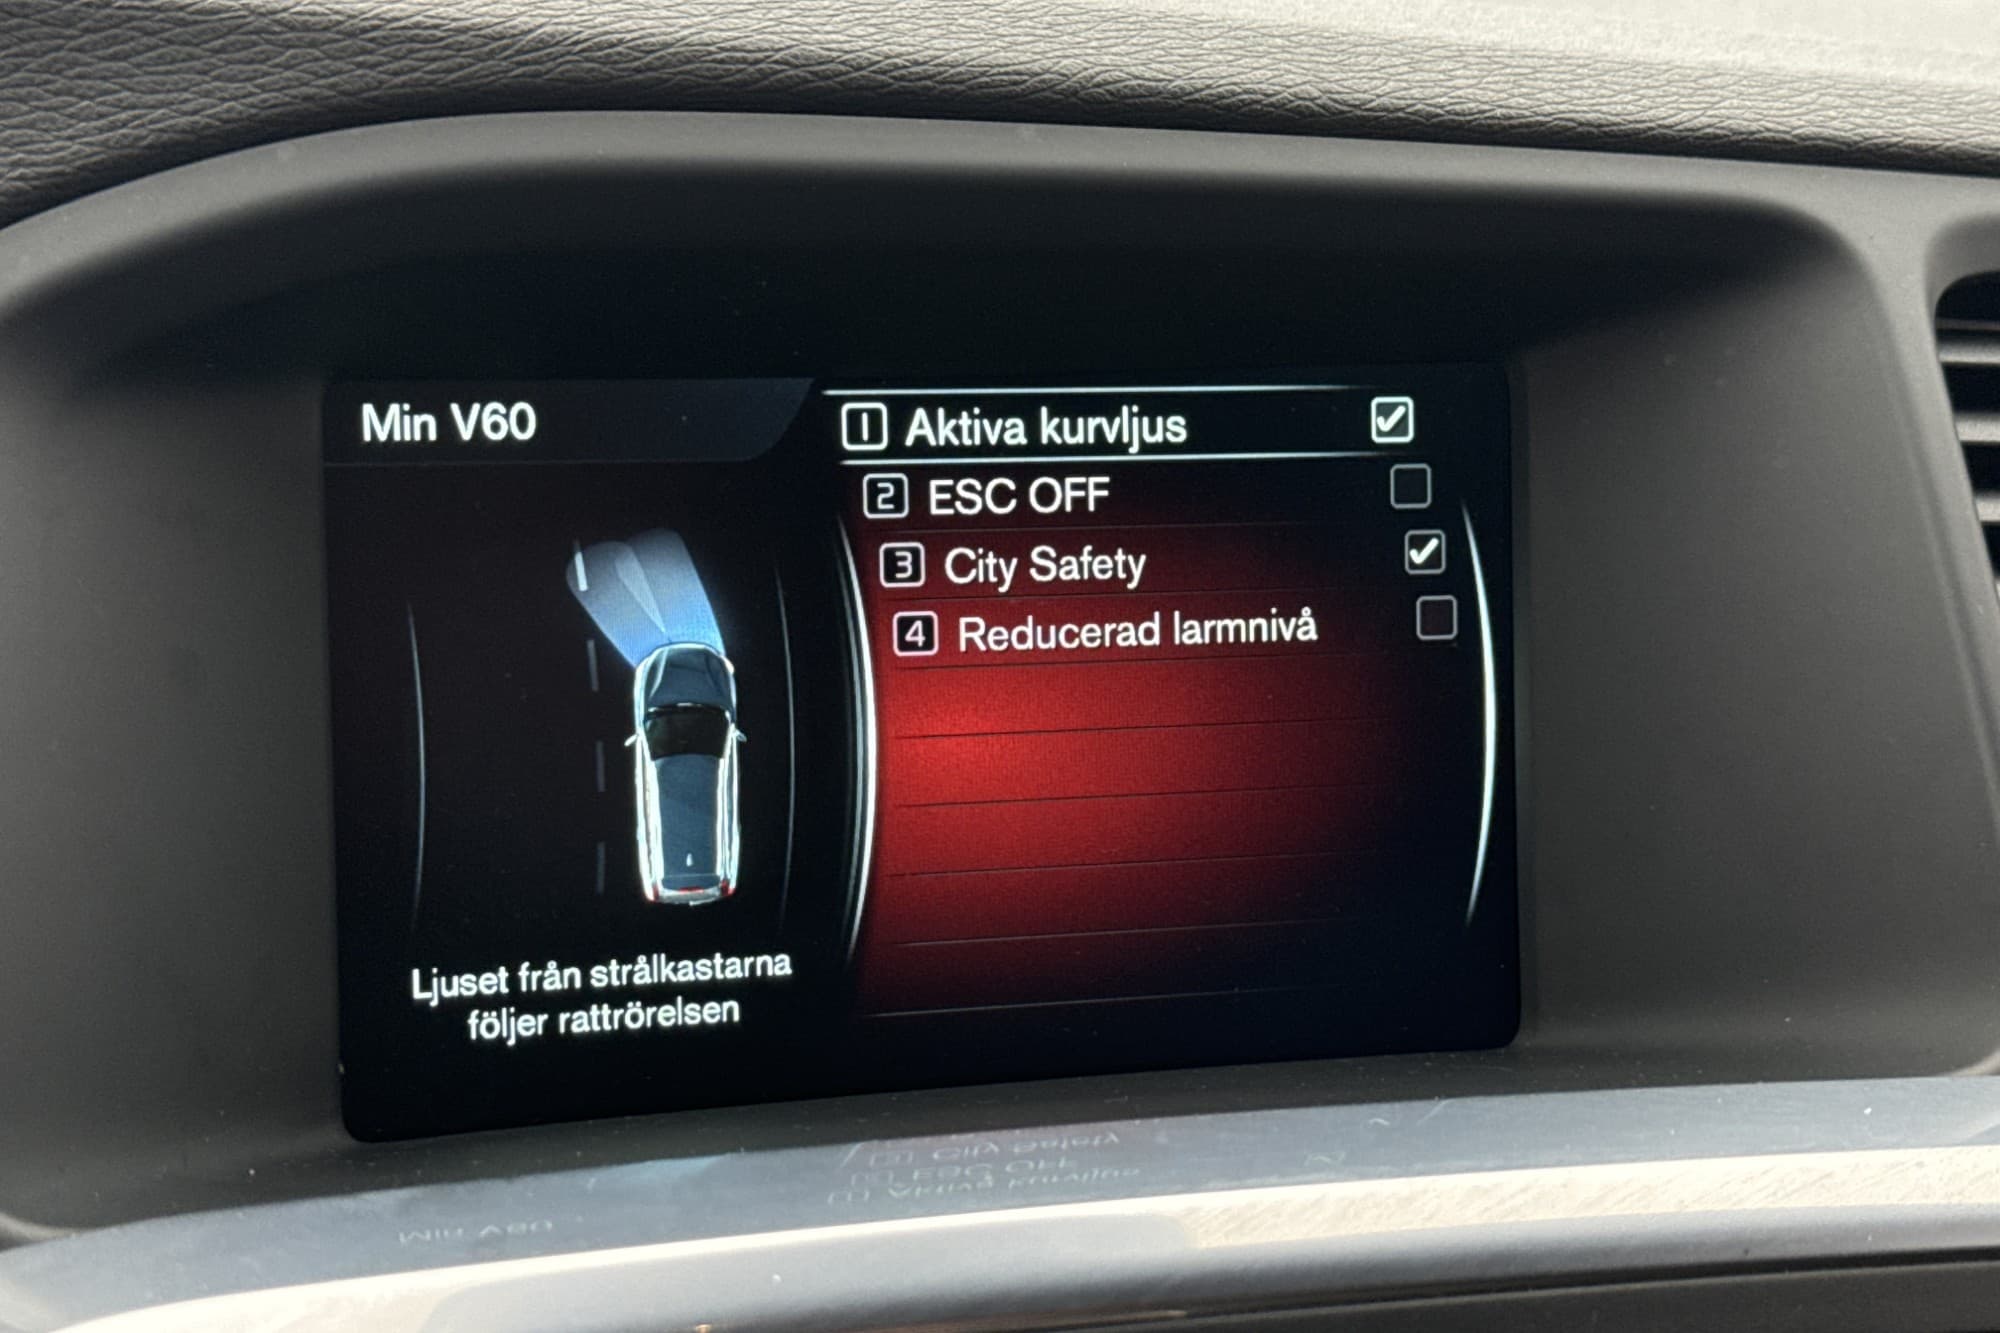 Min V60
1 Aktiva kurvljus
2 ESC OFF
3 City Safety
4 Reducerad larmnivå
Ljuset från strålkastarna
följer rattrörelsen